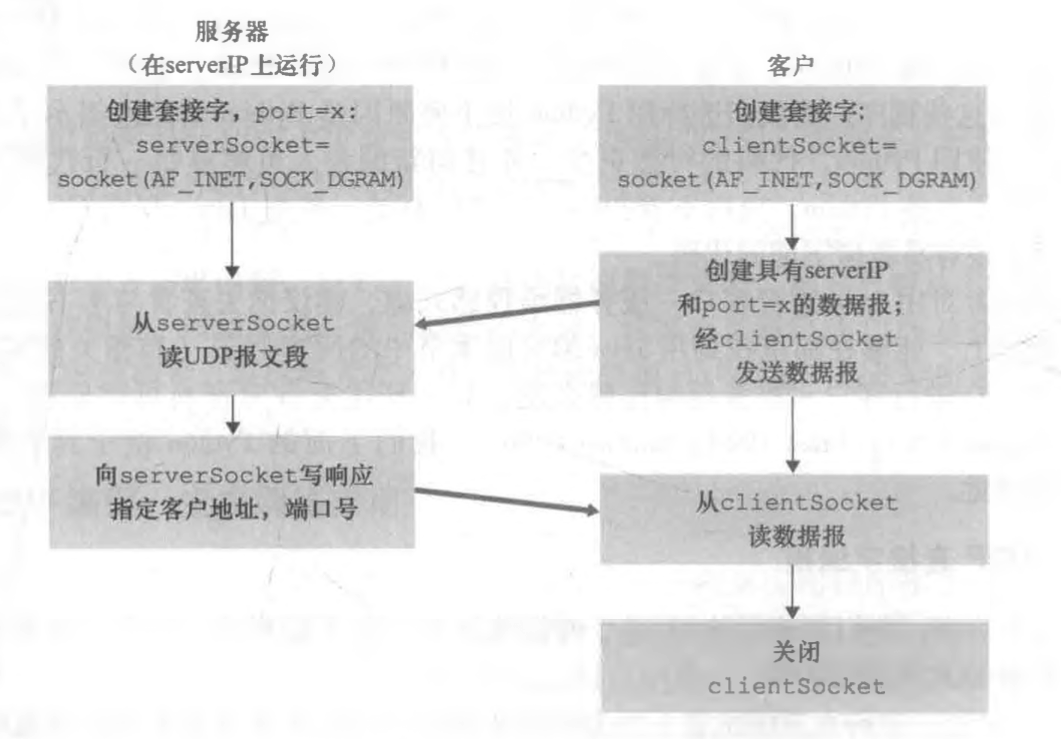 服务器
（在serverIP上运行）
创建套接字，port=x:
serverSocket=
socket(AF_INET,SOCK_DGRAM)
从serverSocket
读UDP报文段
向serverSocket写响应
指定客户地址，端口号
客户
创建套接字:
clientSocket=
socket(AF_INET,SOCK_DGRAM)
创建具有serverIP
和port=x的数据报；
经clientSocket
发送数据报
从clientSocket
读数据报
关闭
clientSocket